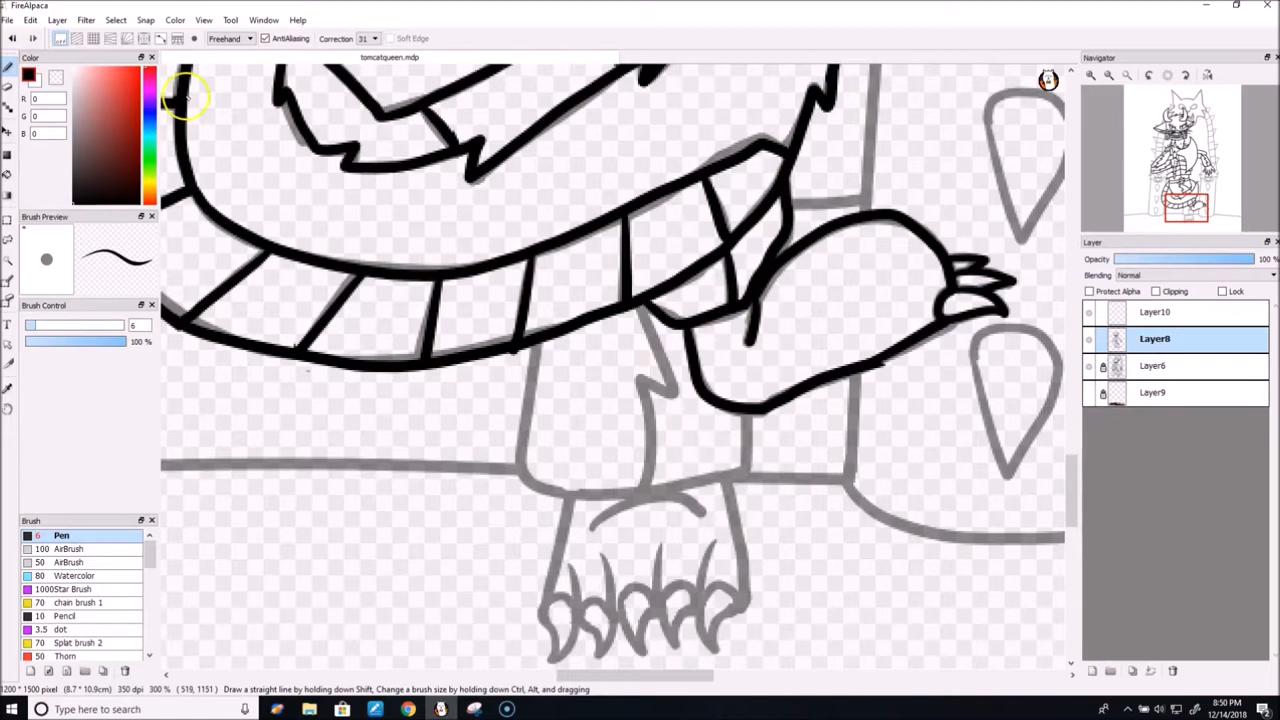 FireAlpaca
File Edit Layer Filter Select Snap Color View Tool Window Help
off Freehand AntiAliasing Correction 31 Soft Edge
Color
tomcatqueen.mdp
Navigator
R 0
G 0
B 0
Brush Preview
Layer
Opacity 100 %
Blending Normal
Protect Alpha Clipping Lock
Brush Control
Layer10
6
Layer8
100 %
Layer6
Layer9
Brush
6 Pen
100 AirBrush
50 AirBrush
80 Watercolor
1000 Star Brush
70 chain brush 1
10 Pencil
3.5 dot
70 Splat brush 2
50 Thorn
1200 * 1500 pixel (8.7 * 10.9cm) 350 dpi 300 % ( 519, 1151 ) Draw a straight line by holding down Shift, Change a brush size by holding down Ctrl, Alt, and dragging
Type here to search
8:50 PM
12/14/2018